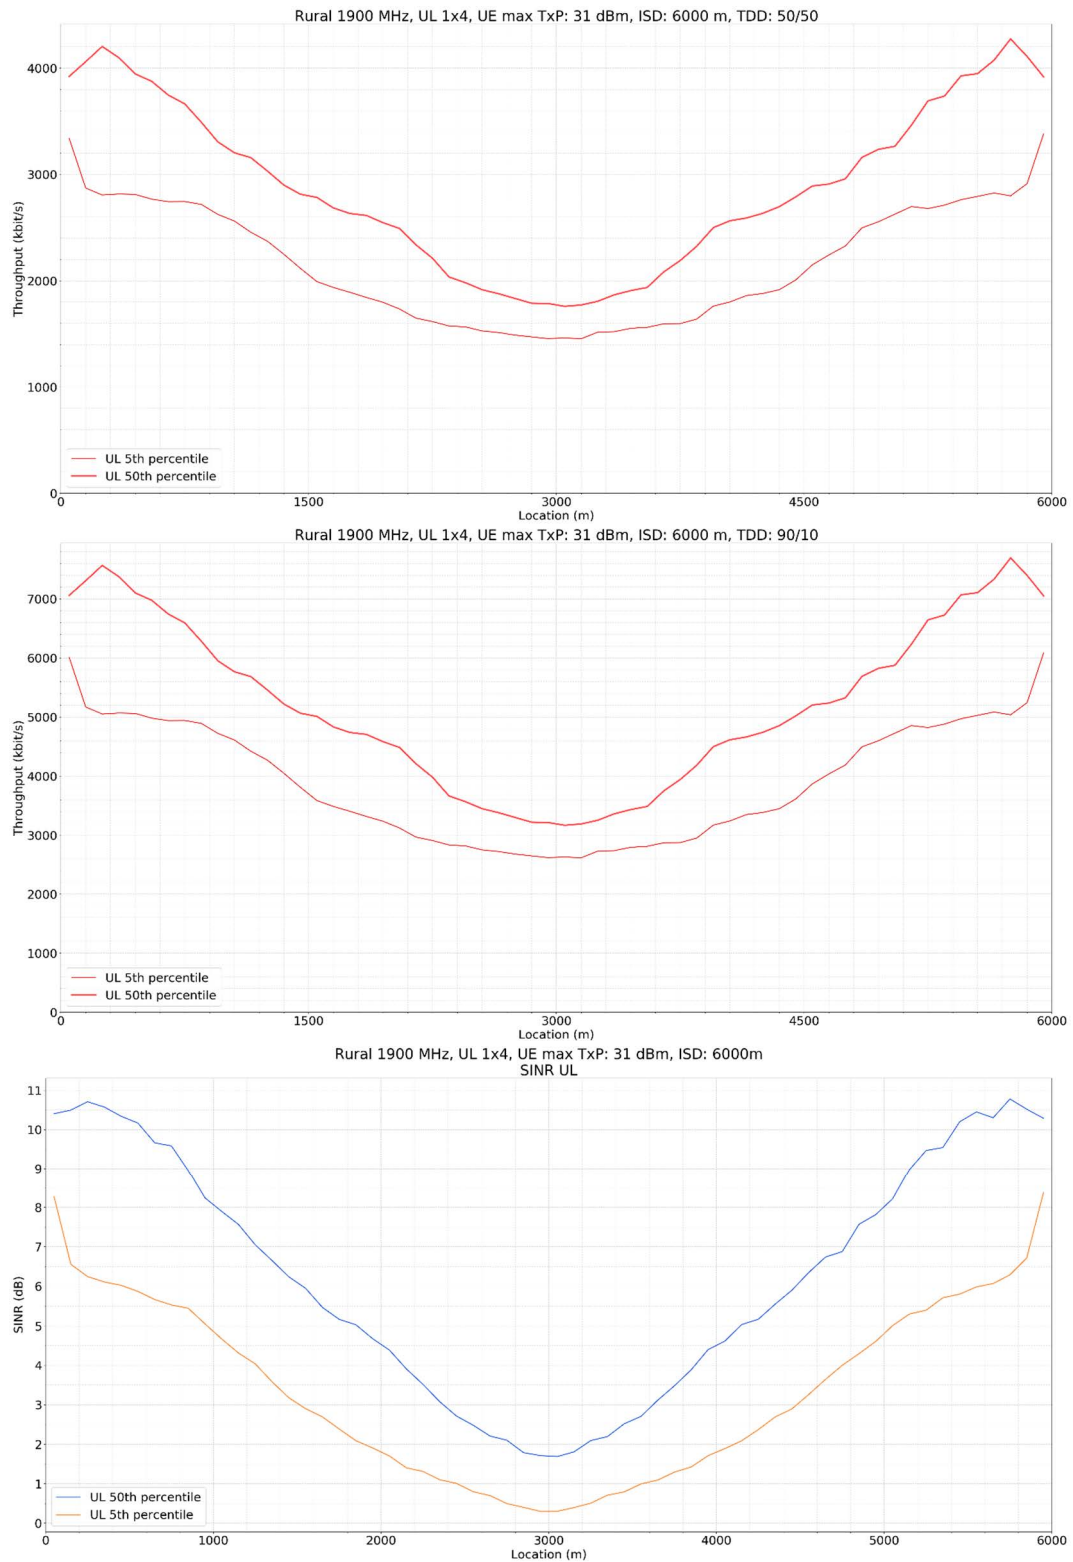 Rural 1900 MHz, UL 1x4, UE max TxP: 31 dBm, ISD: 6000 m, TDD: 50/50
Throughput (kbit/s)
4000
3000
2000
1000
0
UL 5th percentile
UL 50th percentile
0 1500 3000 4500 6000
Location (m)
Rural 1900 MHz, UL 1x4, UE max TxP: 31 dBm, ISD: 6000 m, TDD: 90/10
Throughput (kbit/s)
7000
6000
5000
4000
3000
2000
1000
0
UL 5th percentile
UL 50th percentile
0 1500 3000 4500 6000
Location (m)
Rural 1900 MHz, UL 1x4, UE max TxP: 31 dBm, ISD: 6000m
SINR UL
SINR (dB)
11
10
9
8
7
6
5
4
3
2
1
0
UL 50th percentile
UL 5th percentile
0 1000 2000 3000 4000 5000 6000
Location (m)